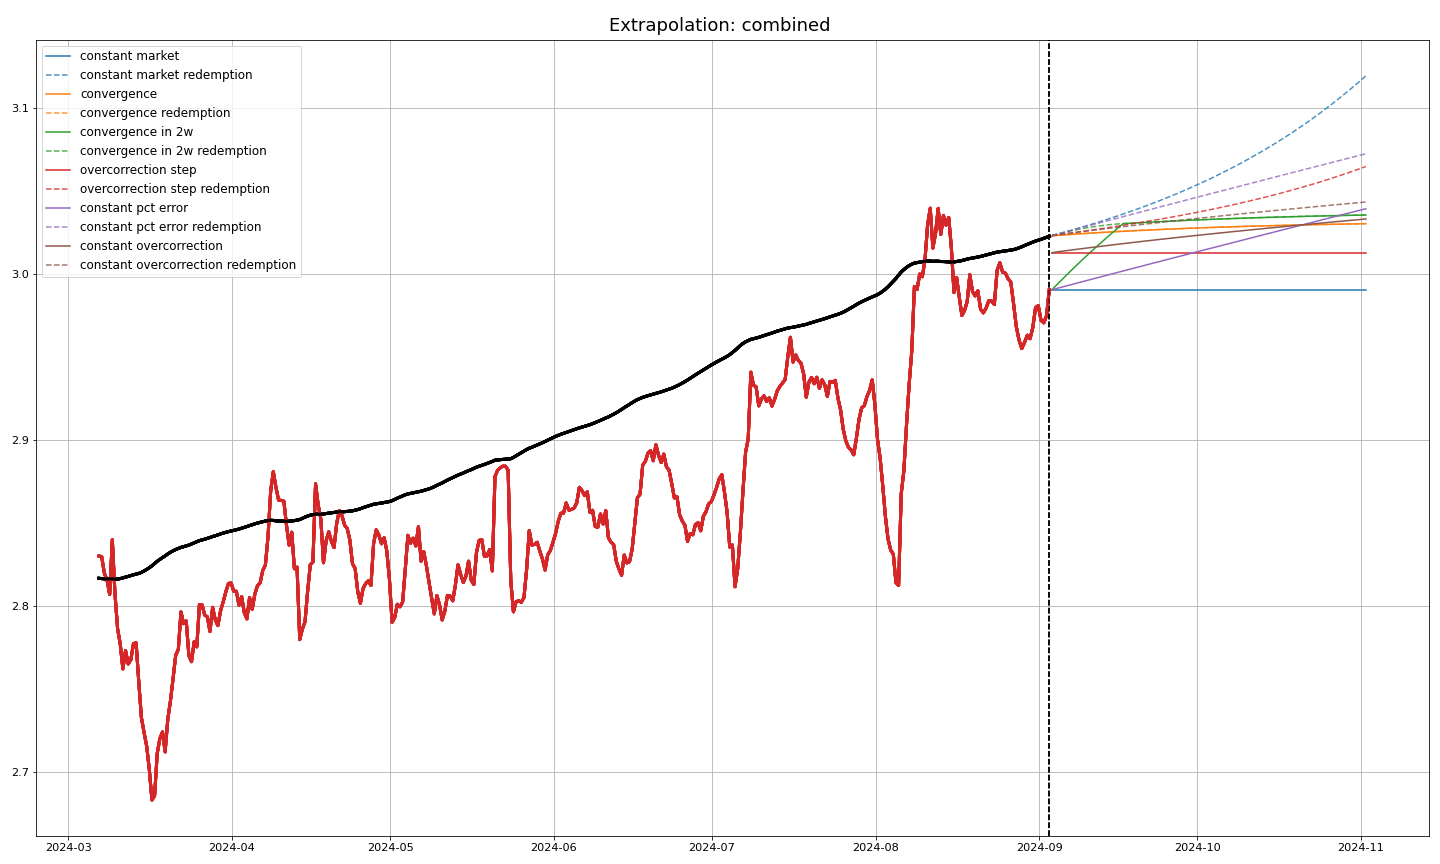 Extrapolation: combined
constant market
constant market redemption
convergence
convergence redemption
convergence in 2w
convergence in 2w redemption
overcorrection step
overcorrection step redemption
constant pct error
constant pct error redemption
constant overcorrection
constant overcorrection redemption
3.1
3.0
2.9
2.8
2.7
2024-03 2024-04 2024-05 2024-06 2024-07 2024-08 2024-09 2024-10 2024-11